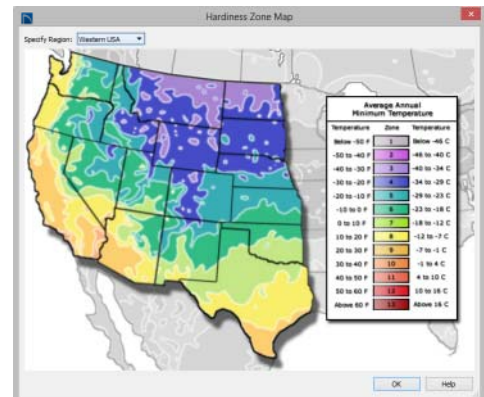 Hardiness Zone Map
Specify Region: Western USA
Average Annual
Minimum Temperature
Temperature Zone Temperature
Below -50 F 1 Below -46 C
-50 to -40 F 2 -46 to -40 C
-40 to -30 F 3 -40 to -34 C
-30 to -20 F 4 -34 to -29 C
-20 to -10 F 5 -29 to -23 C
-10 to 0 F 6 -23 to -18 C
0 to 10 F 7 -18 to -12 C
10 to 20 F 8 -12 to -7 C
20 to 30 F 9 -7 to -1 C
30 to 40 F 10 -1 to 4 C
40 to 50 F 11 4 to 10 C
50 to 60 F 12 10 to 16 C
Above 60 F 13 Above 16 C
OK Help